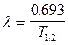 λ = 0.693 / T₁.₂